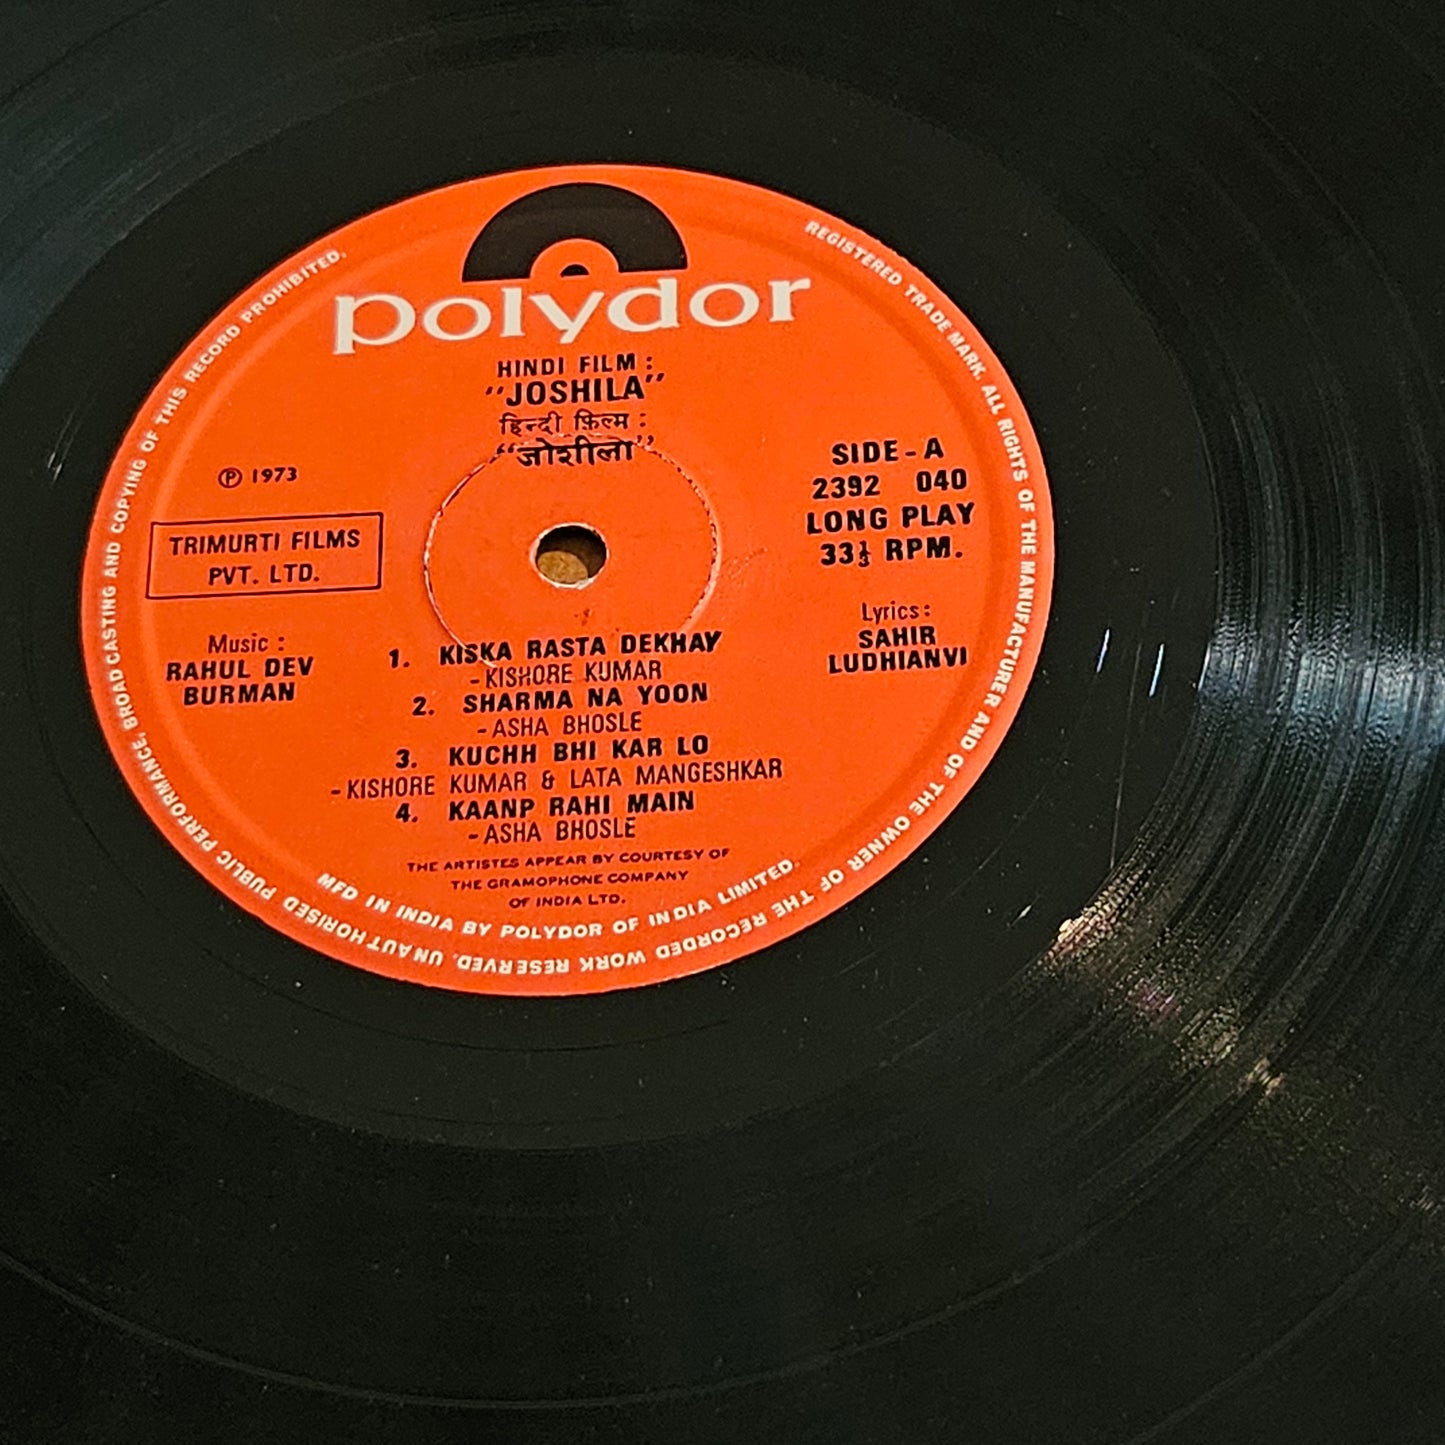 polydor
HINDI FILM :
"JOSHILA"
हिन्दी फ़िल्म :
"जोशीला"
℗ 1973
TRIMURTI FILMS
PVT. LTD.
SIDE - A
2392 040
LONG PLAY
33⅓ RPM.
Music :
RAHUL DEV
BURMAN
Lyrics :
SAHIR
LUDHIANVI
1. KISKA RASTA DEKHAY
- KISHORE KUMAR
2. SHARMA NA YOON
- ASHA BHOSLE
3. KUCHH BHI KAR LO
- KISHORE KUMAR & LATA MANGESHKAR
4. KAANP RAHI MAIN
- ASHA BHOSLE
THE ARTISTES APPEAR BY COURTESY OF
THE GRAMOPHONE COMPANY
OF INDIA LTD.
MFD IN INDIA BY POLYDOR OF INDIA LIMITED.
REGISTERED TRADE MARK. ALL RIGHTS OF THE MANUFACTURER AND OF THE OWNER OF THE RECORDED WORK RESERVED. UNAUTHORISED PUBLIC PERFORMANCE, BROADCASTING AND COPYING OF THIS RECORD PROHIBITED.